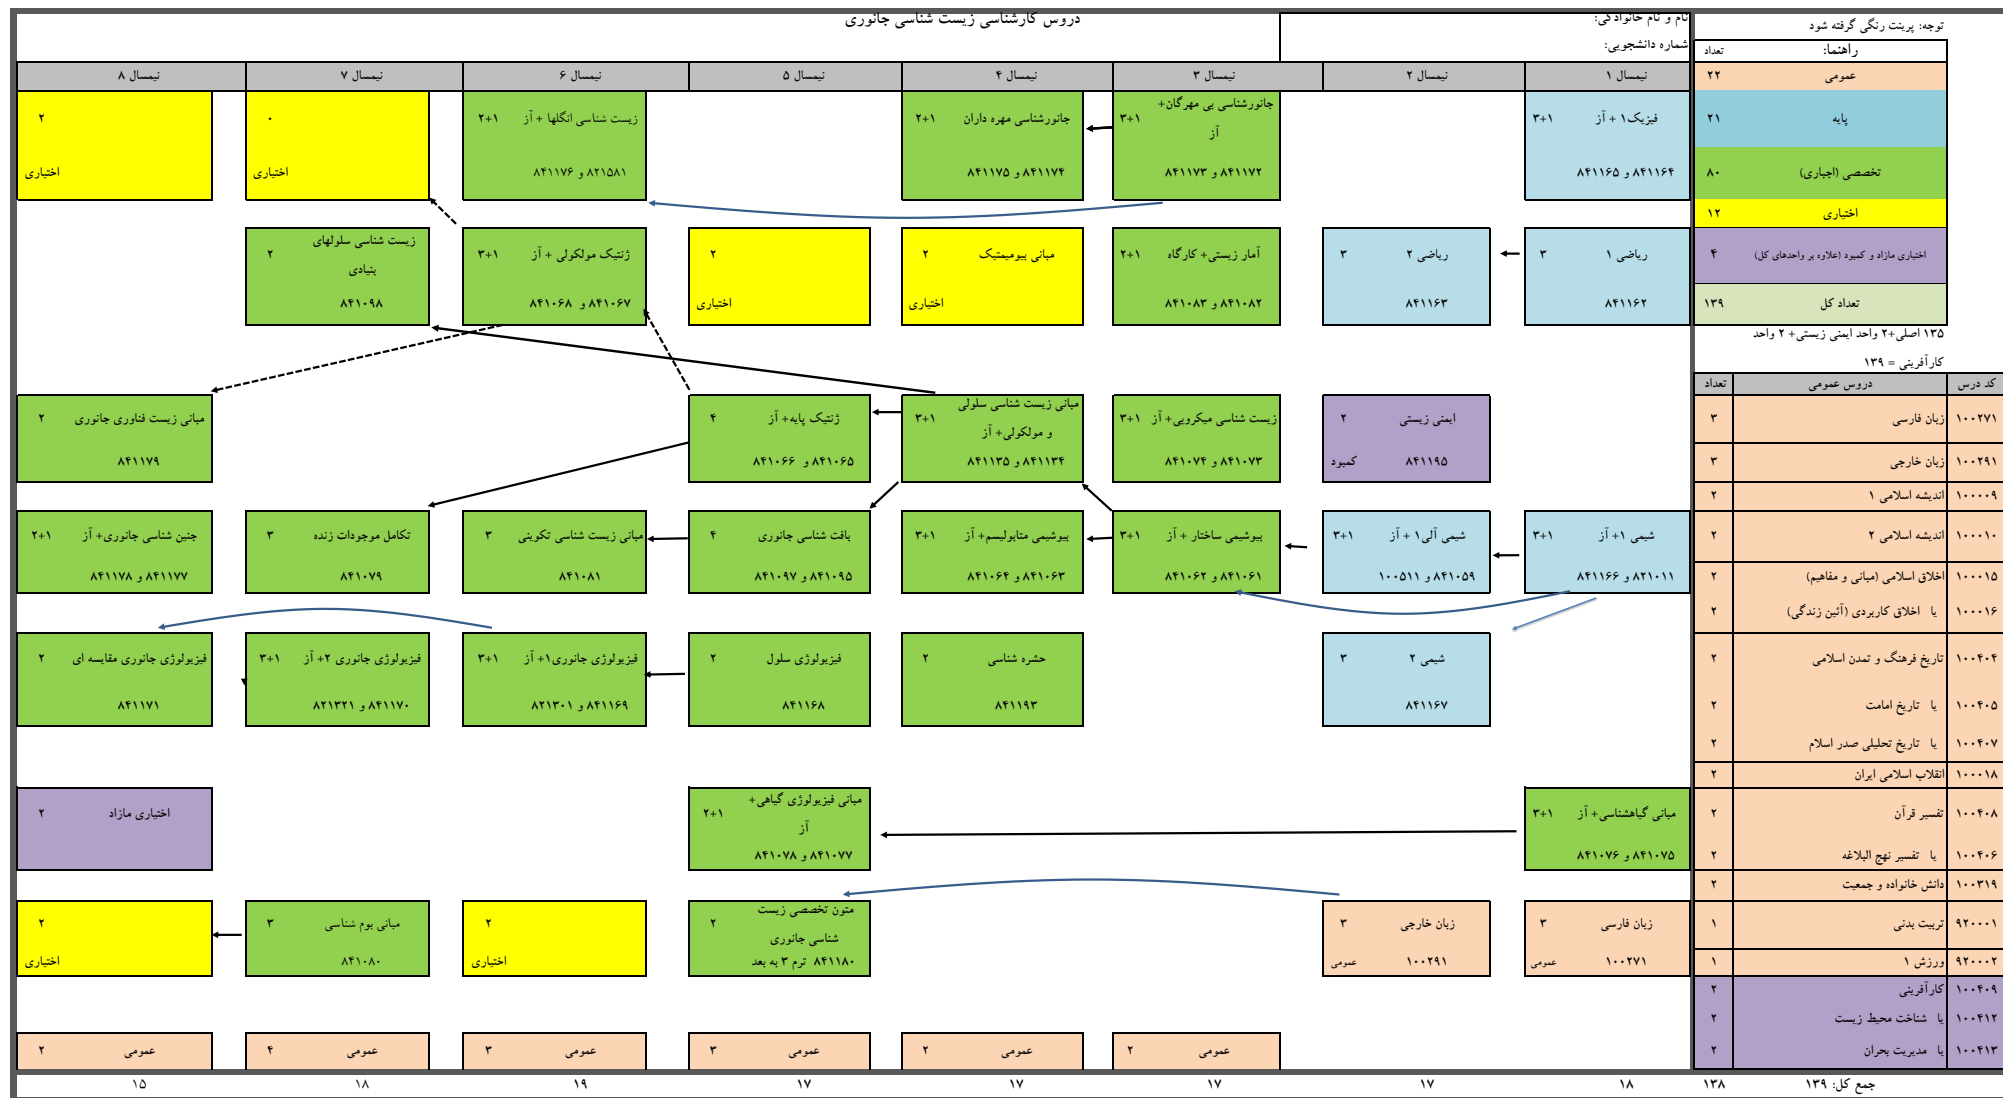 دروس کارشناسی زیست شناسی جانوری
نام و نام خانوادگی:
شماره دانشجویی:
توجه: پرینت رنگی گرفته شود
راهنما: تعداد
عمومی ۲۲
پایه ۲۱
تخصصی (اجباری) ۸۰
اختیاری ۱۲
اختیاری مازاد و کمبود (علاوه بر واحدهای کل) ۴
تعداد کل ۱۳۹
۱۳۵ اصلی+۲ واحد ایمنی زیستی+ ۲ واحد
کارآفرینی = ۱۳۹
کد درس دروس عمومی تعداد
۱۰۰۲۷۱ زبان فارسی ۳
۱۰۰۲۹۱ زبان خارجی ۳
۱۰۰۰۰۹ اندیشه اسلامی ۱ ۲
۱۰۰۰۱۰ اندیشه اسلامی ۲ ۲
۱۰۰۰۱۵ اخلاق اسلامی (مبانی و مفاهیم) ۲
۱۰۰۰۱۶ یا اخلاق کاربردی (آئین زندگی) ۲
۱۰۰۴۰۴ تاریخ فرهنگ و تمدن اسلامی ۲
۱۰۰۴۰۵ یا تاریخ امامت ۲
۱۰۰۴۰۷ یا تاریخ تحلیلی صدر اسلام ۲
۱۰۰۰۱۸ انقلاب اسلامی ایران ۲
۱۰۰۴۰۸ تفسیر قرآن ۲
۱۰۰۴۰۶ یا تفسیر نهج البلاغه ۲
۱۰۰۳۱۹ دانش خانواده و جمعیت ۲
۹۲۰۰۰۱ تربیت بدنی ۱
۹۲۰۰۰۲ ورزش ۱ ۱
۱۰۰۴۰۹ کارآفرینی ۲
۱۰۰۴۱۲ یا شناخت محیط زیست ۲
۱۰۰۴۱۳ یا مدیریت بحران ۲
جمع کل: ۱۳۹ ۱۳۸
نیمسال ۱ نیمسال ۲ نیمسال ۳ نیمسال ۴ نیمسال ۵ نیمسال ۶ نیمسال ۷ نیمسال ۸
فیزیک۱ + آز ۳+۱
۸۴۱۱۶۴ و ۸۴۱۱۶۵
جانورشناسی بی مهرگان+ آز ۳+۱
۸۴۱۱۷۲ و ۸۴۱۱۷۳
جانورشناسی مهره داران ۲+۱
۸۴۱۱۷۴ و ۸۴۱۱۷۵
زیست شناسی انگلها + آز ۲+۱
۸۲۱۵۸۱ و ۸۴۱۱۷۶
۰
اختیاری
۲
اختیاری
ریاضی ۱ ۳
۸۴۱۱۶۲
ریاضی ۲ ۳
۸۴۱۱۶۳
آمار زیستی+ کارگاه ۲+۱
۸۴۱۰۸۲ و ۸۴۱۰۸۳
مبانی بیومیمتیک ۲
اختیاری
۲
اختیاری
ژنتیک مولکولی + آز ۳+۱
۸۴۱۰۶۷ و ۸۴۱۰۶۸
زیست شناسی سلولهای
بنیادی ۲
۸۴۱۰۹۸
ایمنی زیستی ۲
۸۴۱۱۹۵ کمبود
زیست شناسی میکروبی+ آز ۳+۱
۸۴۱۰۷۳ و ۸۴۱۰۷۴
مبانی زیست شناسی سلولی
و مولکولی+ آز ۳+۱
۸۴۱۱۳۴ و ۸۴۱۱۳۵
ژنتیک پایه+ آز ۴
۸۴۱۰۶۵ و ۸۴۱۰۶۶
مبانی زیست فناوری جانوری ۲
۸۴۱۱۷۹
شیمی ۱+ آز ۳+۱
۸۲۱۰۱۱ و ۸۴۱۱۶۶
شیمی آلی۱ + آز ۳+۱
۸۴۱۰۵۹ و ۱۰۰۵۱۱
بیوشیمی ساختار + آز ۳+۱
۸۴۱۰۶۱ و ۸۴۱۰۶۲
بیوشیمی متابولیسم+ آز ۳+۱
۸۴۱۰۶۳ و ۸۴۱۰۶۴
بافت شناسی جانوری ۴
۸۴۱۰۹۵ و ۸۴۱۰۹۷
مبانی زیست شناسی تکوینی ۳
۸۴۱۰۸۱
تکامل موجودات زنده ۳
۸۴۱۰۷۹
جنین شناسی جانوری+ آز ۲+۱
۸۴۱۱۷۷ و ۸۴۱۱۷۸
شیمی ۲ ۳
۸۴۱۱۶۷
حشره شناسی ۲
۸۴۱۱۹۳
فیزیولوژی سلول ۲
۸۴۱۱۶۸
فیزیولوژی جانوری۱+ آز ۳+۱
۸۴۱۱۶۹ و ۸۲۱۳۰۱
فیزیولوژی جانوری ۲+ آز ۳+۱
۸۴۱۱۷۰ و ۸۲۱۳۲۱
فیزیولوژی جانوری مقایسه ای ۲
۸۴۱۱۷۱
مبانی گیاهشناسی+ آز ۳+۱
۸۴۱۰۷۵ و ۸۴۱۰۷۶
مبانی فیزیولوژی گیاهی+
آز ۲+۱
۸۴۱۰۷۷ و ۸۴۱۰۷۸
اختیاری مازاد ۲
زبان فارسی ۳
۱۰۰۲۷۱ عمومی
زبان خارجی ۳
۱۰۰۲۹۱ عمومی
متون تخصصی زیست
شناسی جانوری ۲
۸۴۱۱۸۰ ترم ۳ به بعد
۲
اختیاری
مبانی بوم شناسی ۳
۸۴۱۰۸۰
۲
اختیاری
عمومی ۲ عمومی ۲ عمومی ۳ عمومی ۳ عمومی ۴ عمومی ۲
۱۸ ۱۷ ۱۷ ۱۷ ۱۷ ۱۹ ۱۸ ۱۵